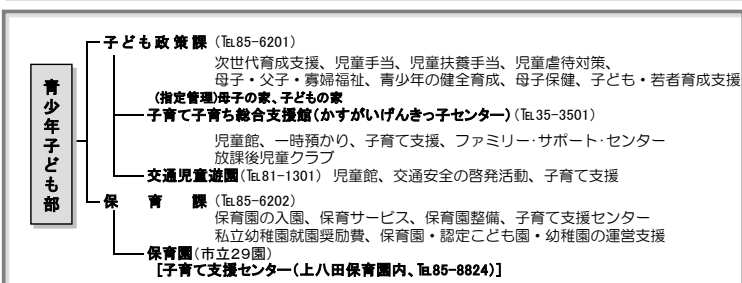 青少年子ども部
子ども政策課(℡85-6201)
次世代育成支援、児童手当、児童扶養手当、児童虐待対策、
母子・父子・寡婦福祉、青少年の健全育成、母子保健、子ども・若者育成支援
(指定管理)母子の家、子どもの家
子育て子育ち総合支援館(かすがいげんきっ子センター)(℡35-3501)
児童館、一時預かり、子育て支援、ファミリー・サポート・センター
放課後児童クラブ
交通児童遊園(℡81-1301) 児童館、交通安全の啓発活動、子育て支援
保 育 課(℡85-6202)
保育園の入園、保育サービス、保育園整備、子育て支援センター
私立幼稚園就園奨励費、保育園・認定こども園・幼稚園の運営支援
保育園(市立29園)
[子育て支援センター(上八田保育園内、℡85-8824)]